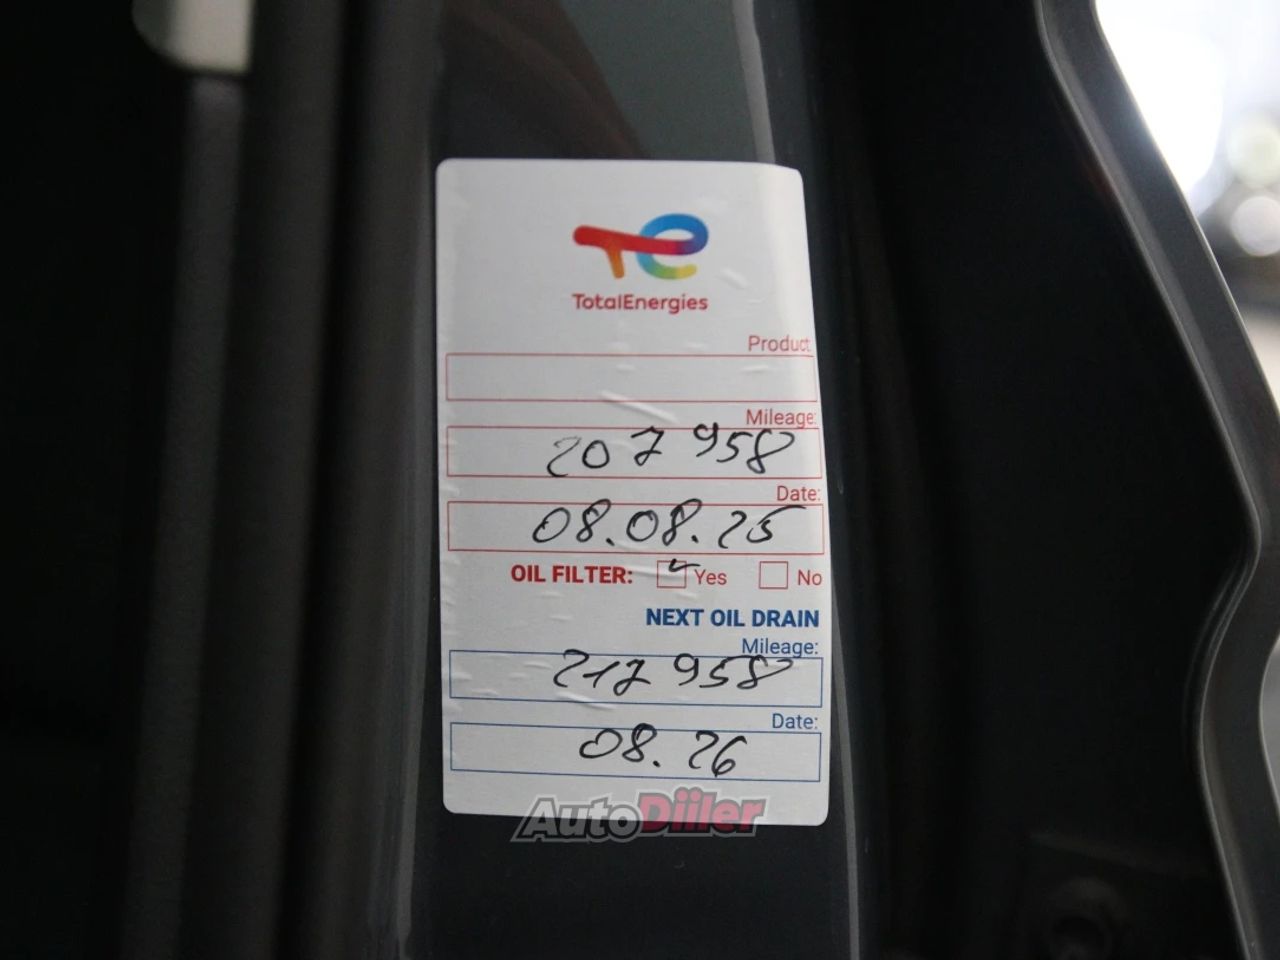 TotalEnergies
Product:
Mileage:
207 958
Date:
08.08.25
OIL FILTER: Yes No
NEXT OIL DRAIN
Mileage:
217 958
Date:
08.26
AutoDiiler